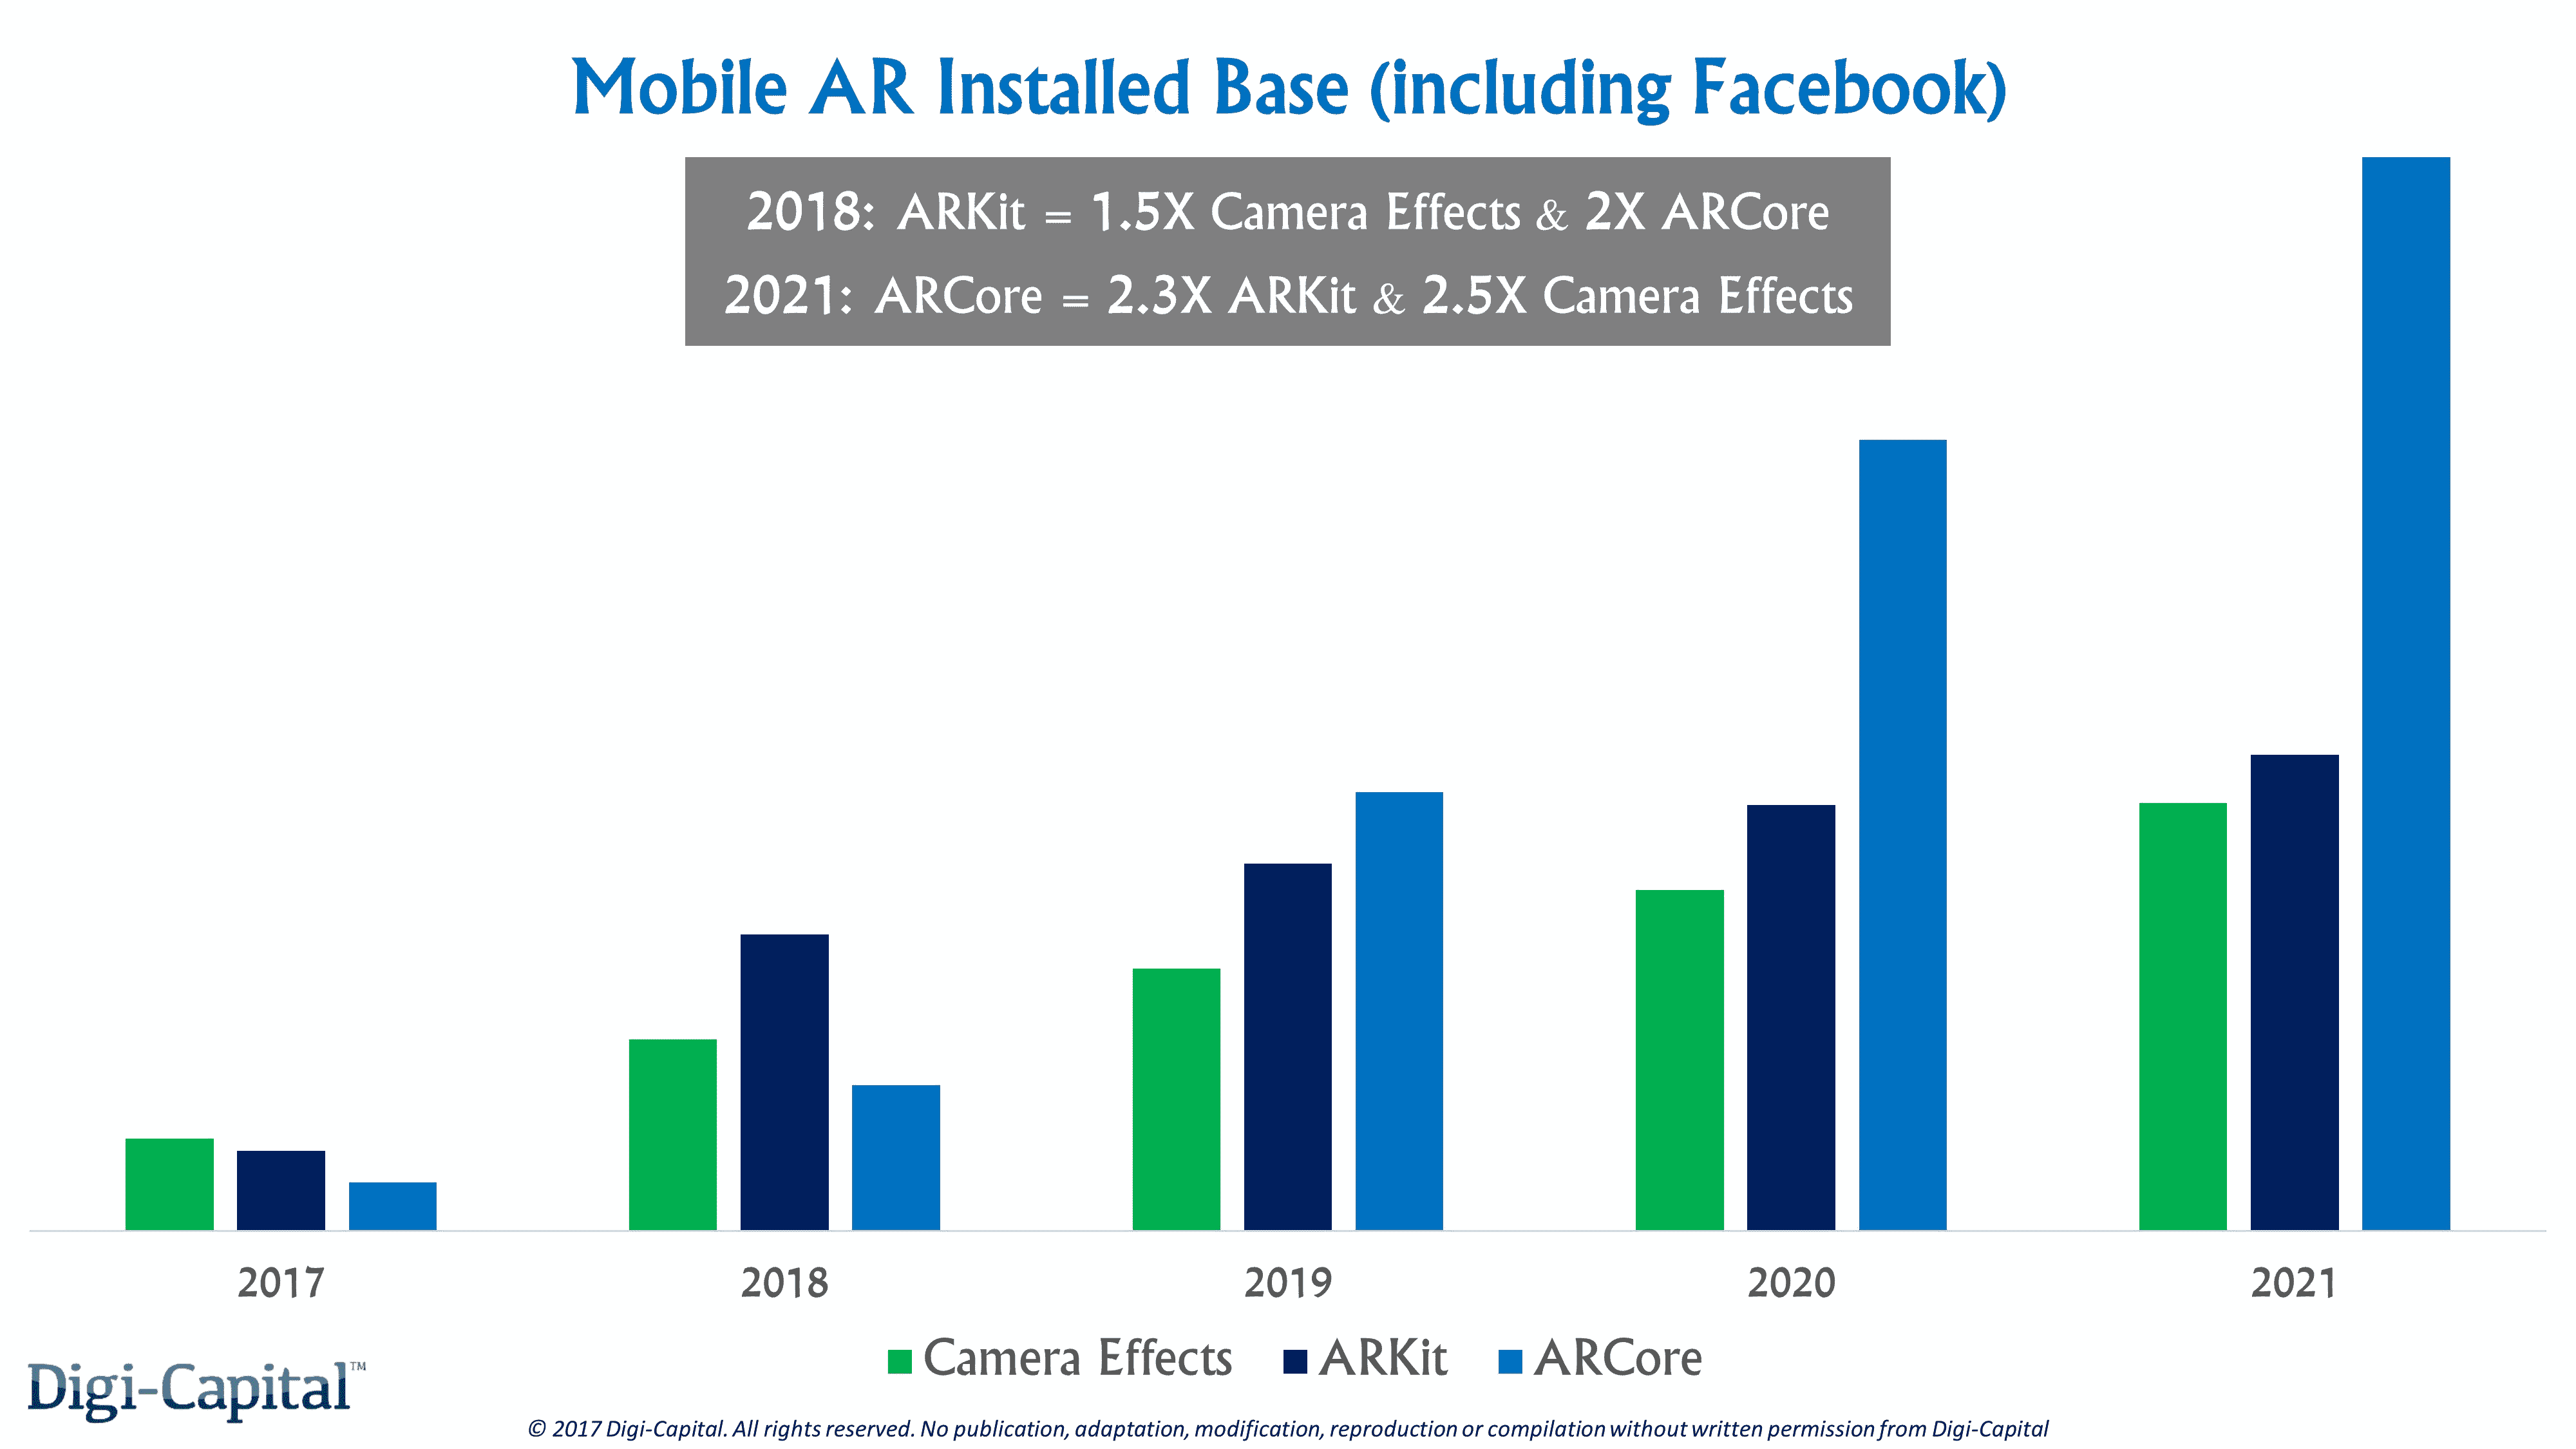 Mobile AR Installed Base (including Facebook)
2018: ARKit = 1.5X Camera Effects & 2X ARCore
2021: ARCore = 2.3X ARKit & 2.5X Camera Effects
2017 2018 2019 2020 2021
Camera Effects ARKit ARCore
Digi-Capital™
© 2017 Digi-Capital. All rights reserved. No publication, adaptation, modification, reproduction or compilation without written permission from Digi-Capital